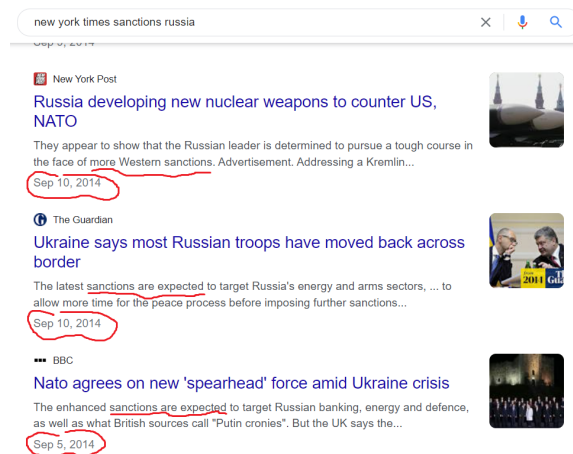 new york times sanctions russia
Sep 5, 2014
New York Post
Russia developing new nuclear weapons to counter US,
NATO
They appear to show that the Russian leader is determined to pursue a tough course in
the face of more Western sanctions. Advertisement. Addressing a Kremlin...
Sep 10, 2014
The Guardian
Ukraine says most Russian troops have moved back across
border
The latest sanctions are expected to target Russia's energy and arms sectors, ... to
allow more time for the peace process before imposing further sanctions...
Sep 10, 2014
2014
BBC
Nato agrees on new 'spearhead' force amid Ukraine crisis
The enhanced sanctions are expected to target Russian banking, energy and defence,
as well as what British sources call "Putin cronies". But the UK says the...
Sep 5, 2014